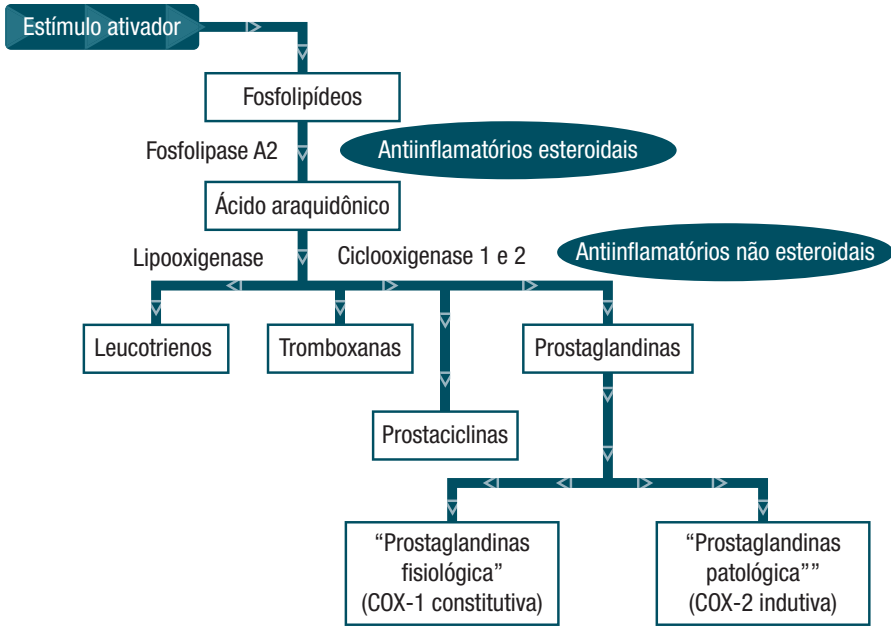 Estímulo ativador
Fosfolipídeos
Fosfolipase A2
Antiinflamatórios esteroidais
Ácido araquidônico
Lipooxigenase
Ciclooxigenase 1 e 2
Antiinflamatórios não esteroidais
Leucotrienos
Tromboxanas
Prostaglandinas
Prostaciclinas
“Prostaglandinas
fisiológica”
(COX-1 constitutiva)
“Prostaglandinas
patológica””
(COX-2 indutiva)